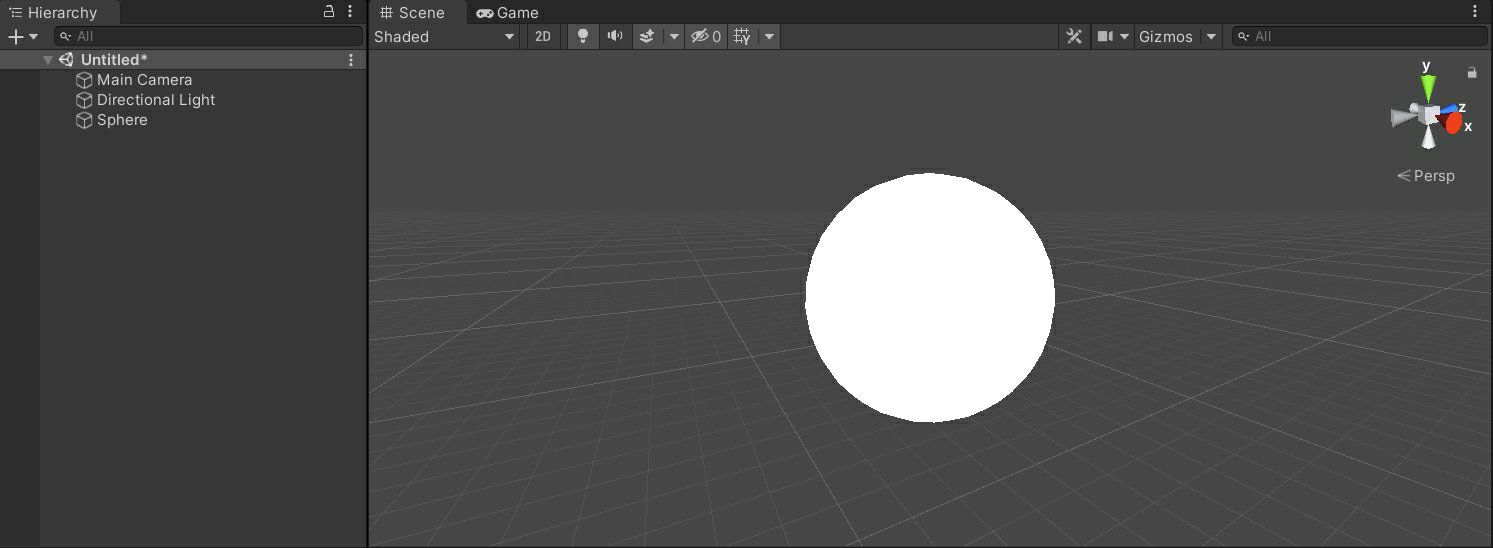 Hierarchy
All
Untitled*
Main Camera
Directional Light
Sphere
Scene Game
Shaded 2D 0 Gizmos All
y
z
x
Persp